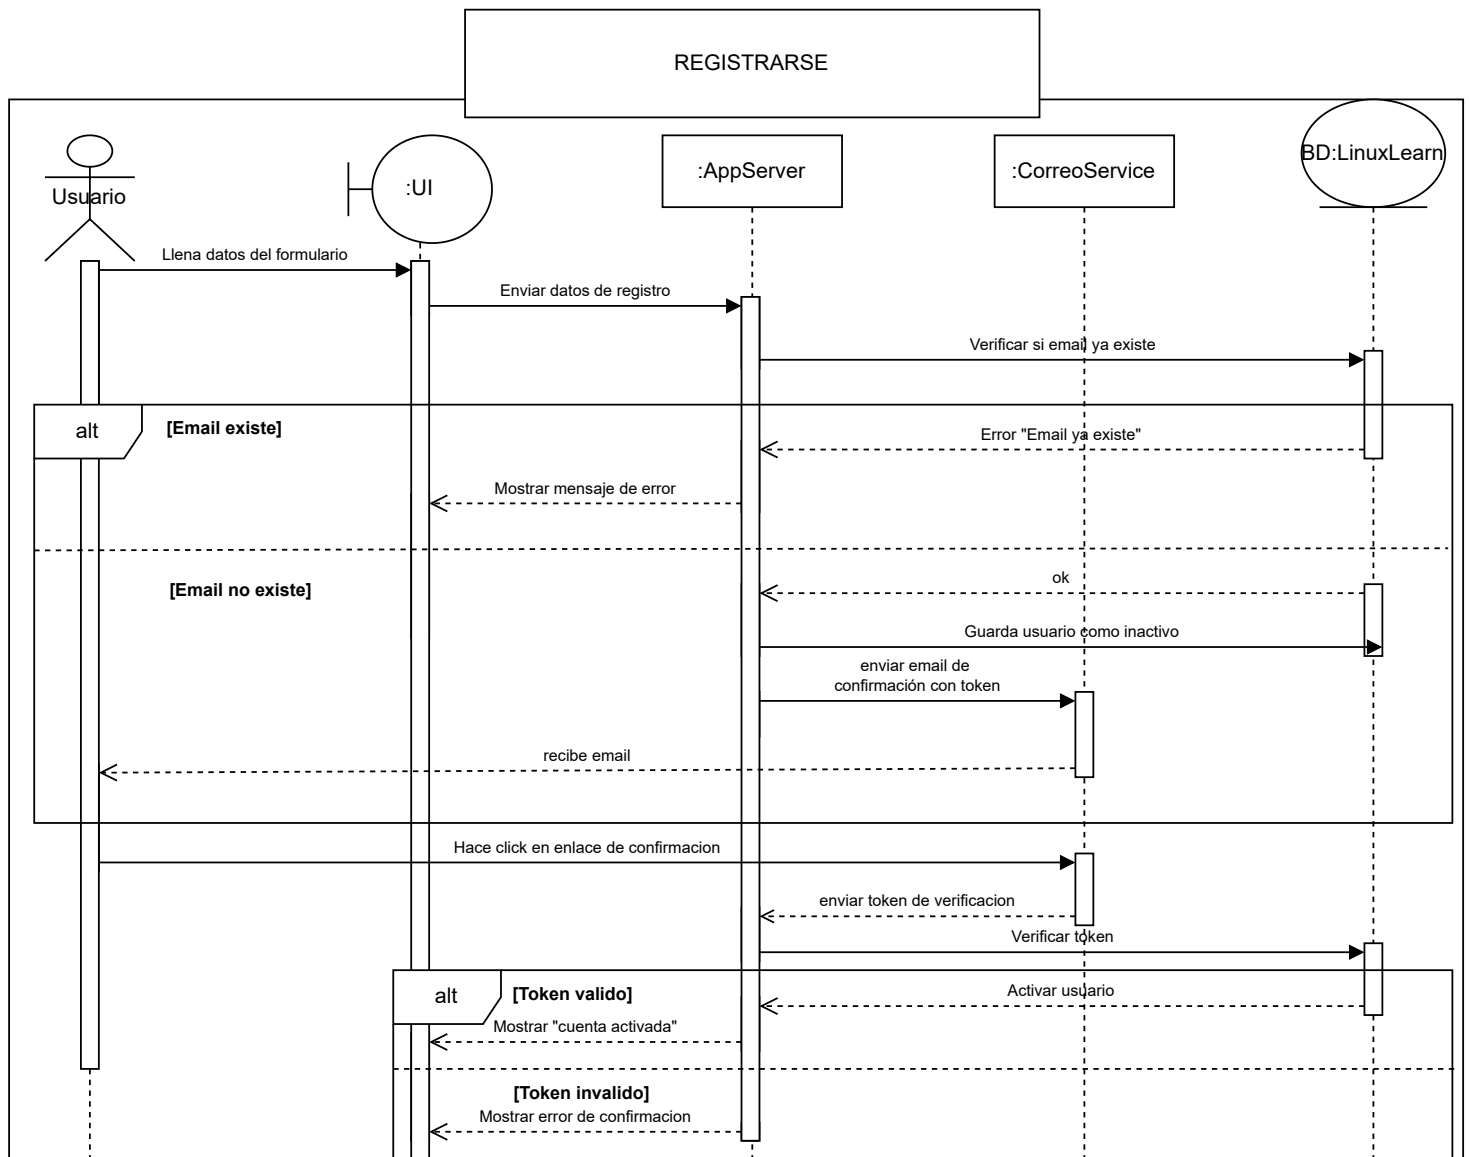 REGISTRARSE
Usuario
:UI
:AppServer
:CorreoService
BD:LinuxLearn
Llena datos del formulario
Enviar datos de registro
Verificar si email ya existe
alt
[Email existe]
Error "Email ya existe"
Mostrar mensaje de error
[Email no existe]
ok
Guarda usuario como inactivo
enviar email de
confirmación con token
recibe email
Hace click en enlace de confirmacion
enviar token de verificacion
Verificar token
alt
[Token valido]
Activar usuario
Mostrar "cuenta activada"
[Token invalido]
Mostrar error de confirmacion